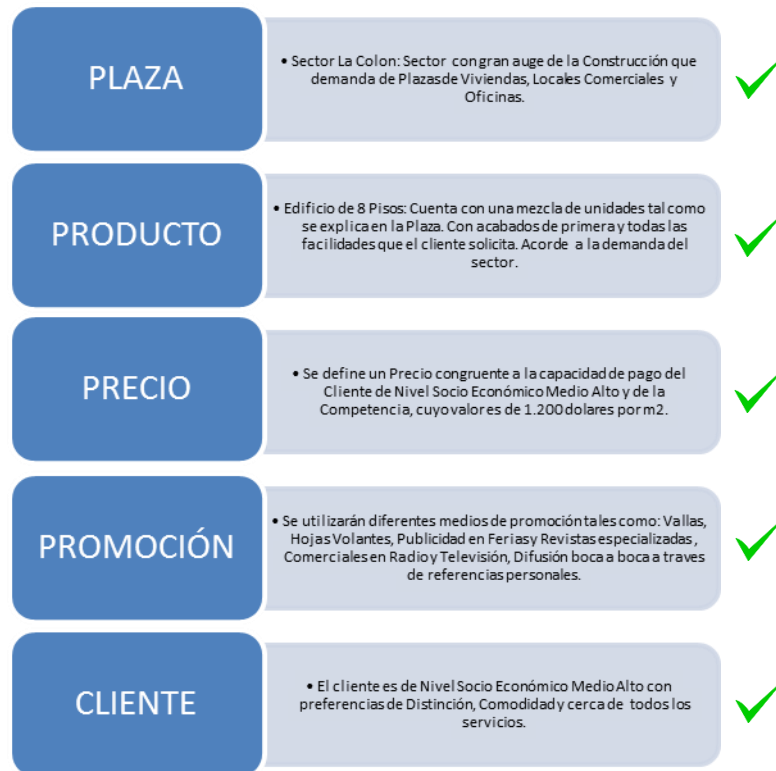 PLAZA
• Sector La Colon: Sector con gran auge de la Construcción que
demanda de Plazas de Viviendas, Locales Comerciales y
Oficinas.
PRODUCTO
• Edificio de 8 Pisos: Cuenta con una mezcla de unidades tal como
se explica en la Plaza. Con acabados de primera y todas las
facilidades que el cliente solicita. Acorde a la demanda del
sector.
PRECIO
• Se define un Precio congruente a la capacidad de pago del
Cliente de Nivel Socio Económico Medio Alto y de la
Competencia, cuyo valor es de 1.200 dolares por m2.
PROMOCIÓN
• Se utilizarán diferentes medios de promoción tales como: Vallas,
Hojas Volantes, Publicidad en Ferias y Revistas especializadas,
Comerciales en Radio y Televisión, Difusión boca a boca a traves
de referencias personales.
CLIENTE
• El cliente es de Nivel Socio Económico Medio Alto con
preferencias de Distinción, Comodidad y cerca de todos los
servicios.